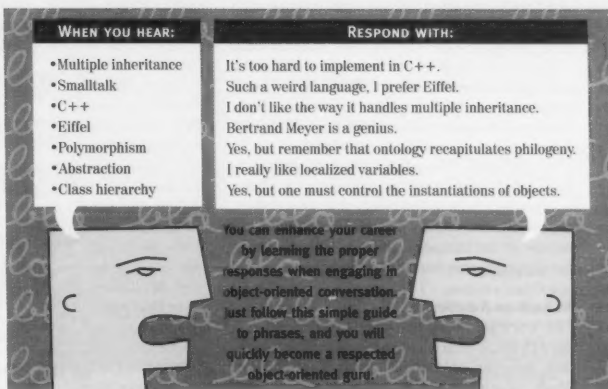 WHEN YOU HEAR:
•Multiple inheritance
•Smalltalk
•C++
•Eiffel
•Polymorphism
•Abstraction
•Class hierarchy
RESPOND WITH:
It's too hard to implement in C++.
Such a weird language, I prefer Eiffel.
I don't like the way it handles multiple inheritance.
Bertrand Meyer is a genius.
Yes, but remember that ontology recapitulates philogeny.
I really like localized variables.
Yes, but one must control the instantiations of objects.
You can enhance your career
by learning the proper
responses when engaging in
object-oriented conversation.
Just follow this simple guide
to phrases, and you will
quickly become a respected
object-oriented guru.